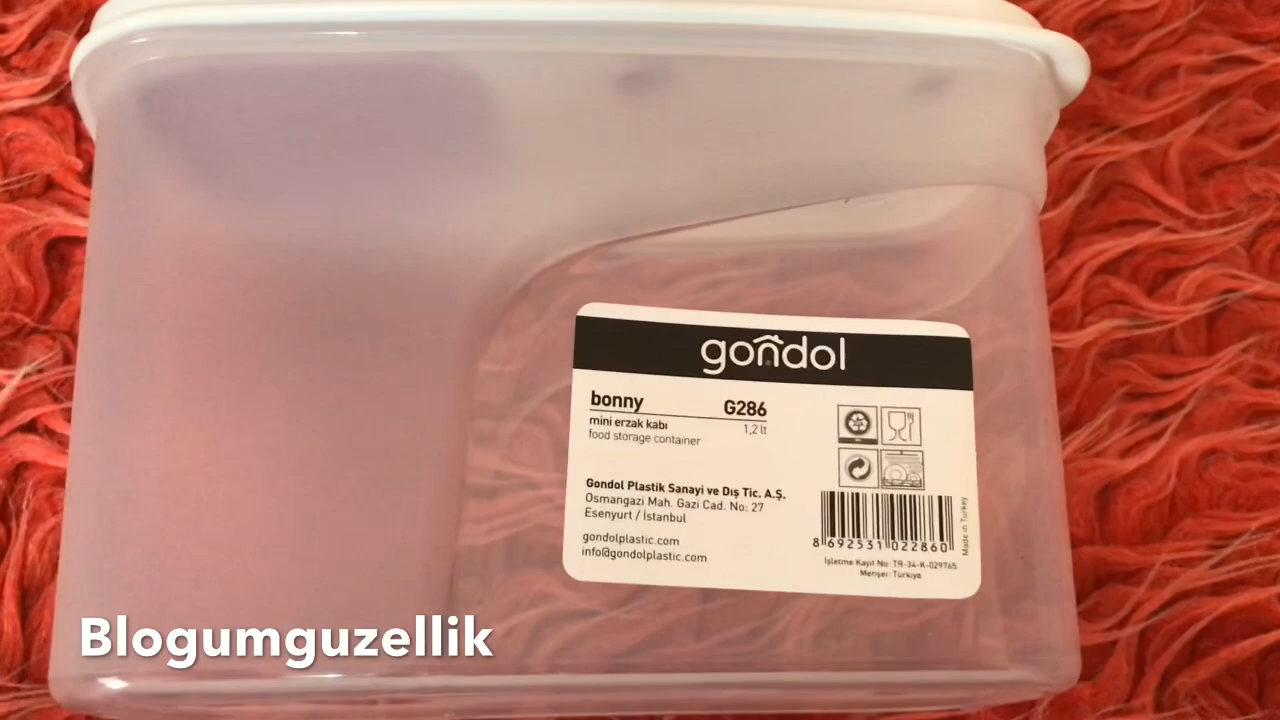 gondol
bonny G286
mini erzak kabı 1,2 lt
food storage container
Gondol Plastik Sanayi ve Dış Tic. A.Ş.
Osmangazi Mah. Gazi Cad. No: 27
Esenyurt / İstanbul
gondolplastic.com
info@gondolplastic.com
8 692531 022860
Made in Turkey
İşletme Kayıt No: TR-34-K-029765
Menşei: Türkiye
Blogumguzellik